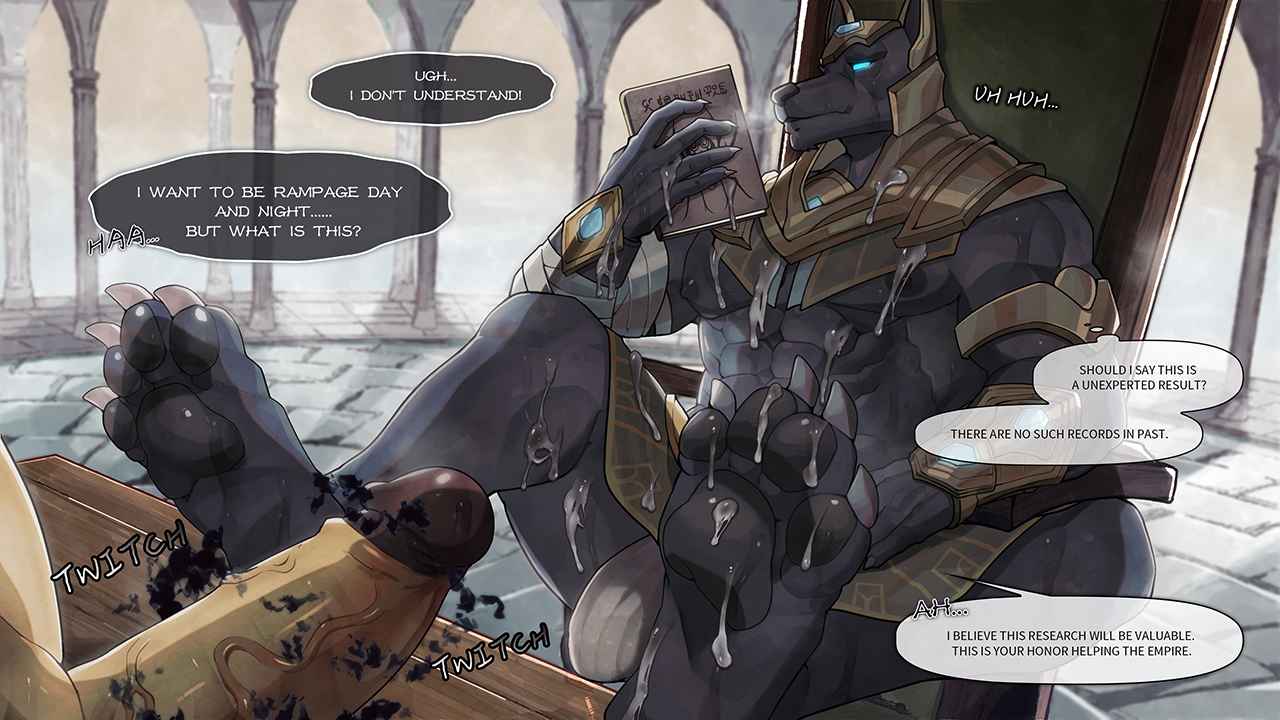 UGH...
I DON'T UNDERSTAND!
I WANT TO BE RAMPAGE DAY
AND NIGHT......
BUT WHAT IS THIS?
HAA...
UH HUH...
SHOULD I SAY THIS IS
A UNEXPERTED RESULT?
THERE ARE NO SUCH RECORDS IN PAST.
TWITCH
TWITCH
AH...
I BELIEVE THIS RESEARCH WILL BE VALUABLE.
THIS IS YOUR HONOR HELPING THE EMPIRE.